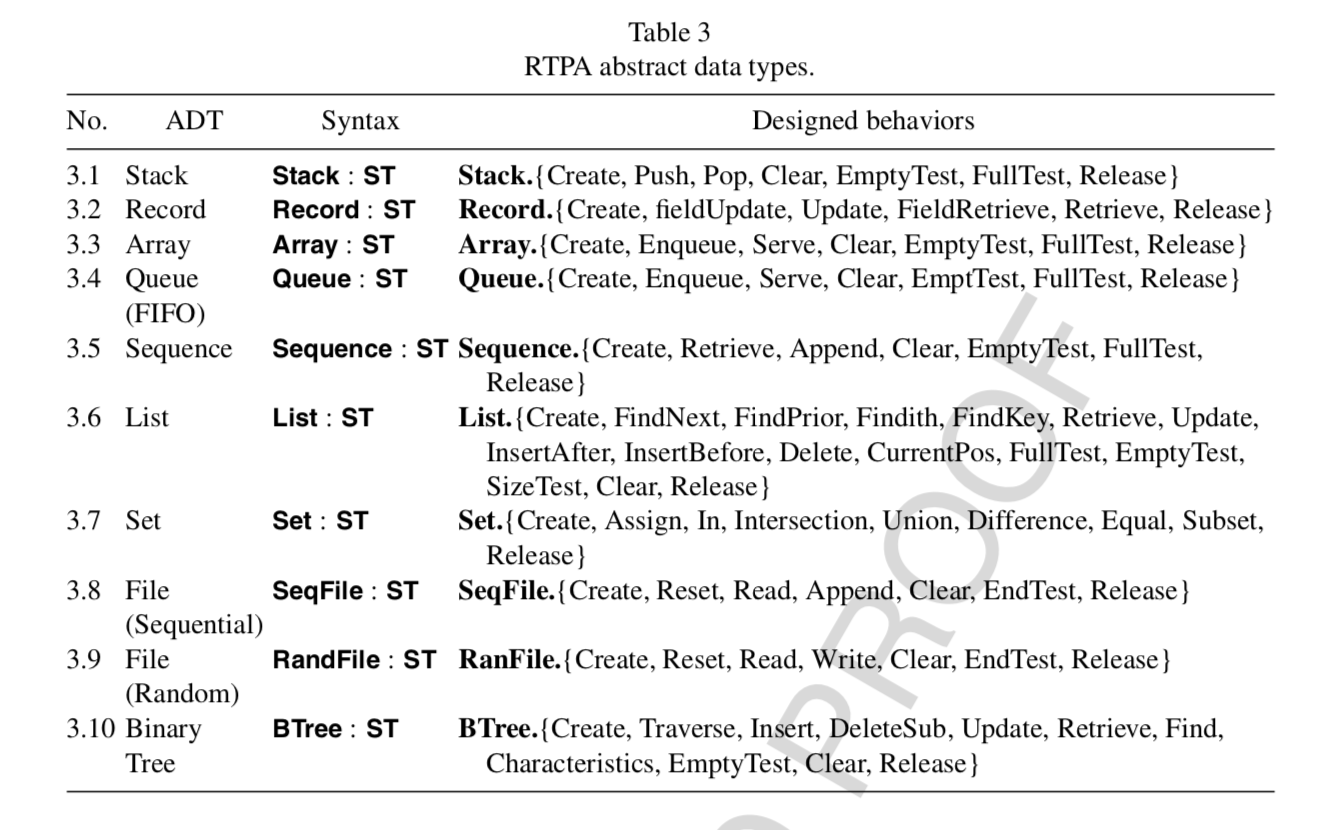 Table 3
RTPA abstract data types.
No. ADT Syntax Designed behaviors
3.1 Stack Stack : ST Stack.{Create, Push, Pop, Clear, EmptyTest, FullTest, Release}
3.2 Record Record : ST Record.{Create, fieldUpdate, Update, FieldRetrieve, Retrieve, Release}
3.3 Array Array : ST Array.{Create, Enqueue, Serve, Clear, EmptyTest, FullTest, Release}
3.4 Queue Queue : ST Queue.{Create, Enqueue, Serve, Clear, EmptTest, FullTest, Release}
(FIFO)
3.5 Sequence Sequence : ST Sequence.{Create, Retrieve, Append, Clear, EmptyTest, FullTest,
Release}
3.6 List List : ST List.{Create, FindNext, FindPrior, Findith, FindKey, Retrieve, Update,
InsertAfter, InsertBefore, Delete, CurrentPos, FullTest, EmptyTest,
SizeTest, Clear, Release}
3.7 Set Set : ST Set.{Create, Assign, In, Intersection, Union, Difference, Equal, Subset,
Release}
3.8 File SeqFile : ST SeqFile.{Create, Reset, Read, Append, Clear, EndTest, Release}
(Sequential)
3.9 File RandFile : ST RanFile.{Create, Reset, Read, Write, Clear, EndTest, Release}
(Random)
3.10 Binary BTree : ST BTree.{Create, Traverse, Insert, DeleteSub, Update, Retrieve, Find,
Tree Characteristics, EmptyTest, Clear, Release}
PROOF